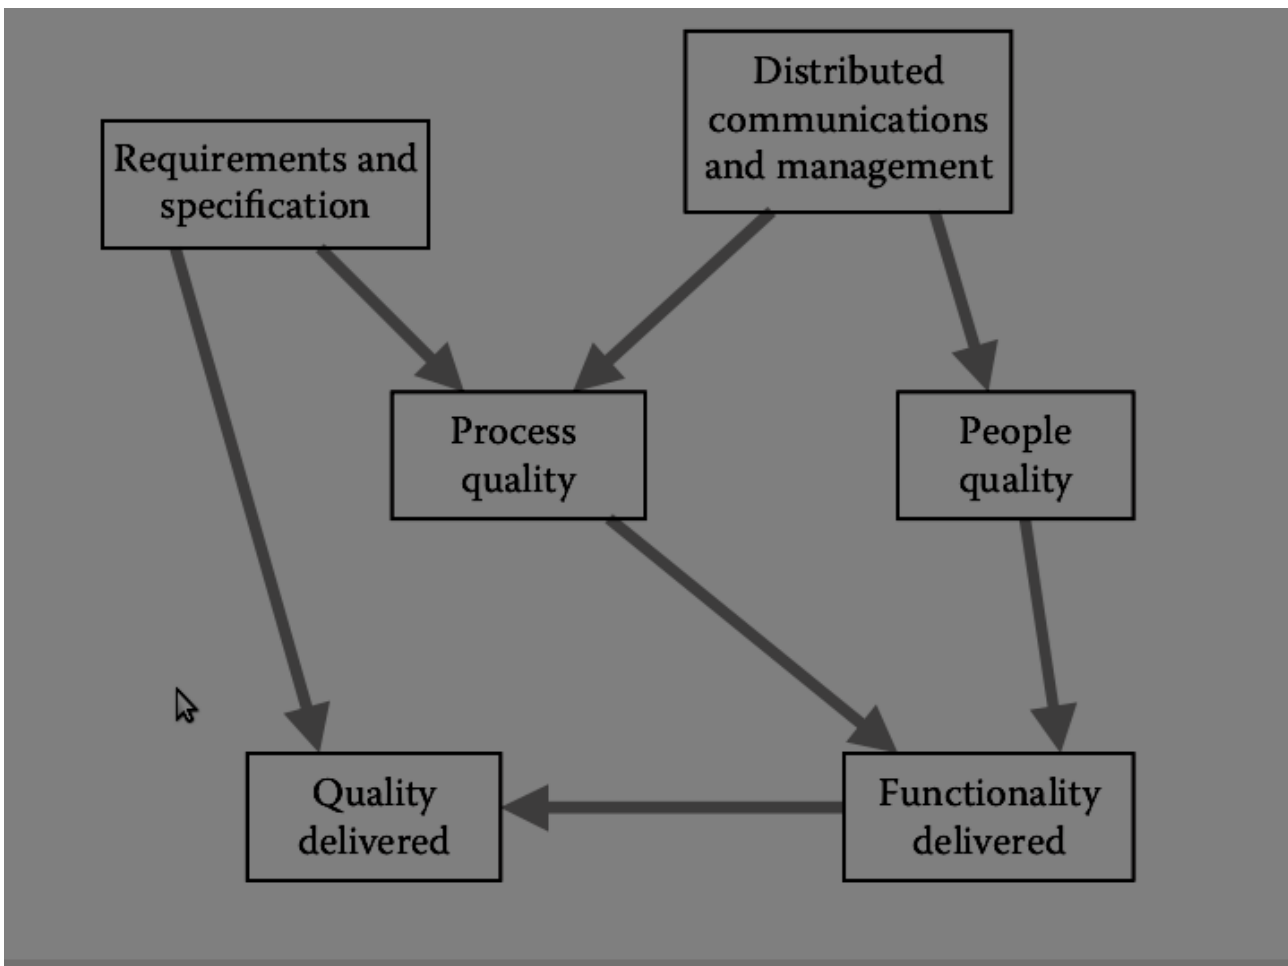 Distributed
communications
and management
Requirements and
specification
Process
quality
People
quality
Quality
delivered
Functionality
delivered